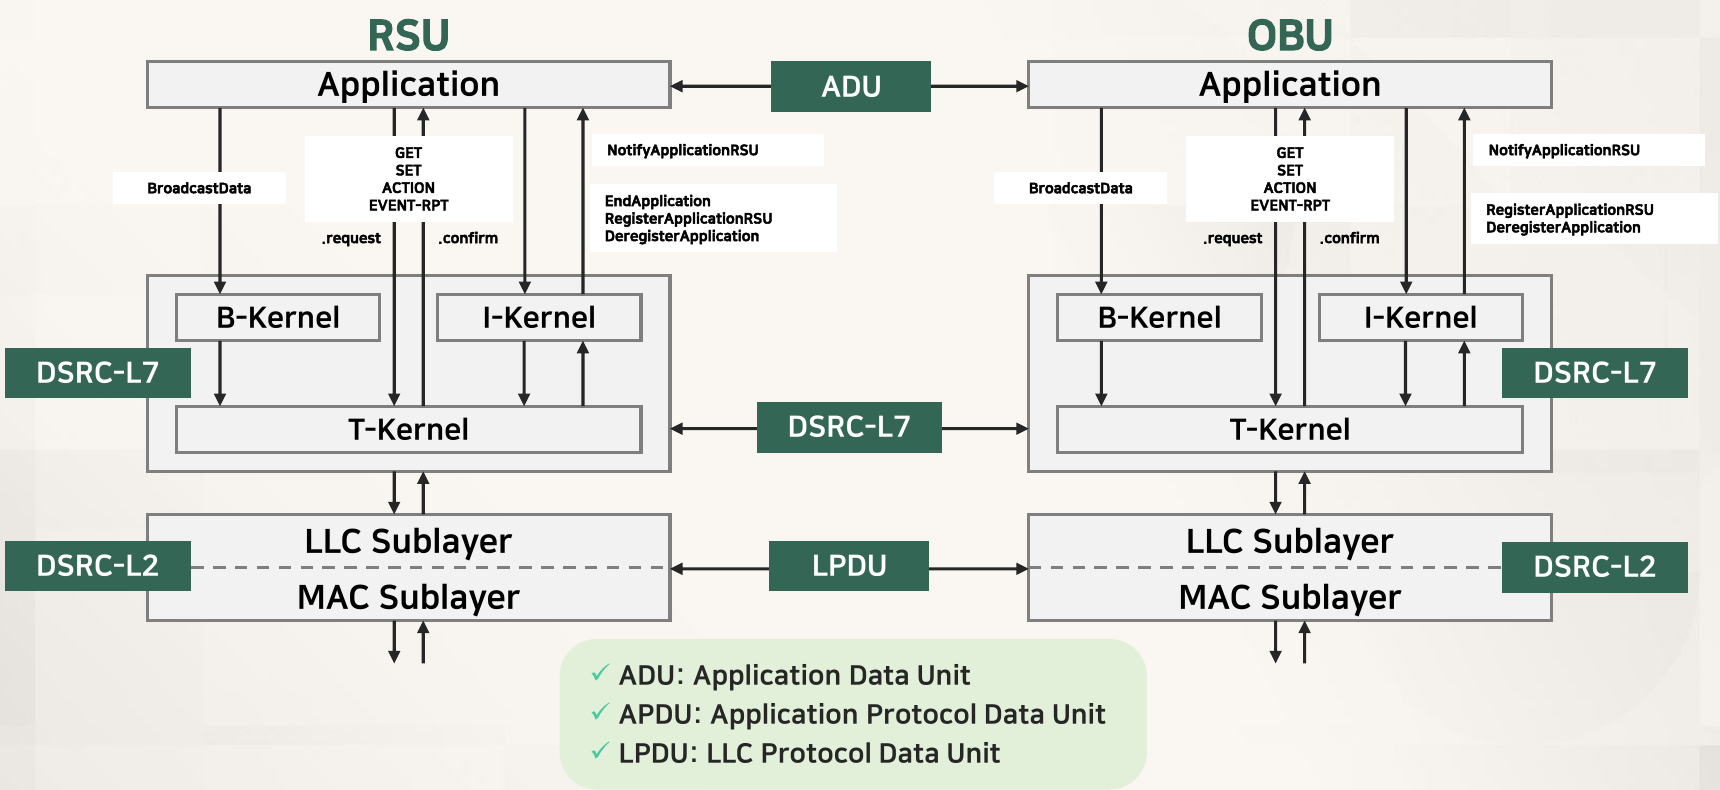 RSU
OBU
Application
ADU
Application
BroadcastData
GET
SET
ACTION
EVENT-RPT
.request
.confirm
NotifyApplicationRSU
EndApplication
RegisterApplicationRSU
DeregisterApplication
BroadcastData
GET
SET
ACTION
EVENT-RPT
.request
.confirm
NotifyApplicationRSU
RegisterApplicationRSU
DeregisterApplication
B-Kernel
I-Kernel
B-Kernel
I-Kernel
DSRC-L7
DSRC-L7
T-Kernel
DSRC-L7
T-Kernel
LLC Sublayer
LLC Sublayer
DSRC-L2
LPDU
DSRC-L2
MAC Sublayer
MAC Sublayer
✓ ADU: Application Data Unit
✓ APDU: Application Protocol Data Unit
✓ LPDU: LLC Protocol Data Unit